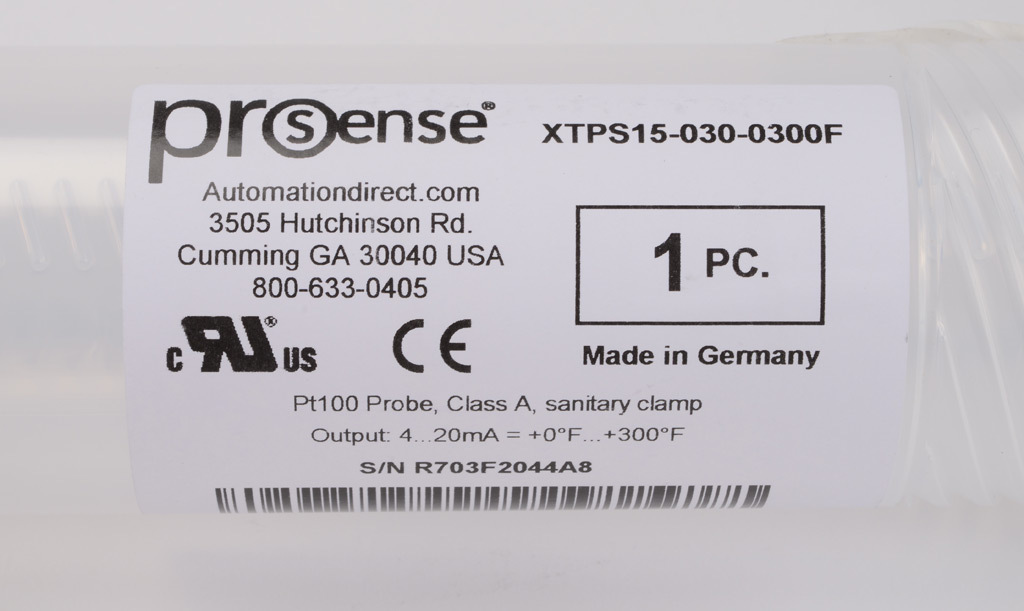 prosense®
XTPS15-030-0300F
Automationdirect.com
3505 Hutchinson Rd.
Cumming GA 30040 USA
800-633-0405
1 PC.
c RU® US CE
Made in Germany
Pt100 Probe, Class A, sanitary clamp
Output: 4...20mA = +0°F...+300°F
S/N R703F2044A8